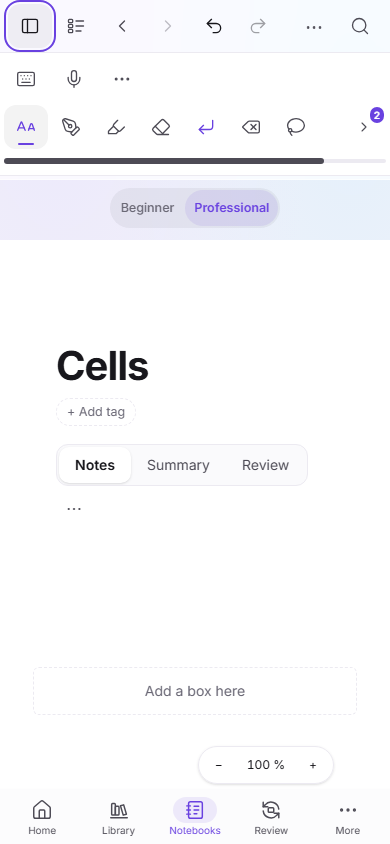 2
Beginner Professional
Cells
+ Add tag
Notes Summary Review
...
Add a box here
− 100 % +
Home Library Notebooks Review More